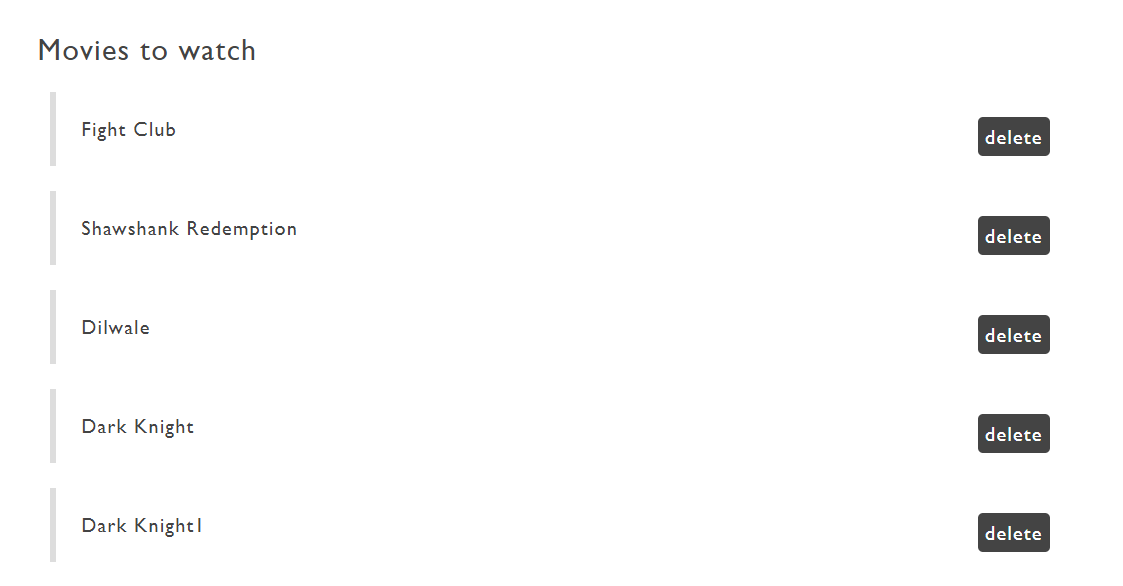 Movies to watch
Fight Club
delete
Shawshank Redemption
delete
Dilwale
delete
Dark Knight
delete
Dark Knight1
delete